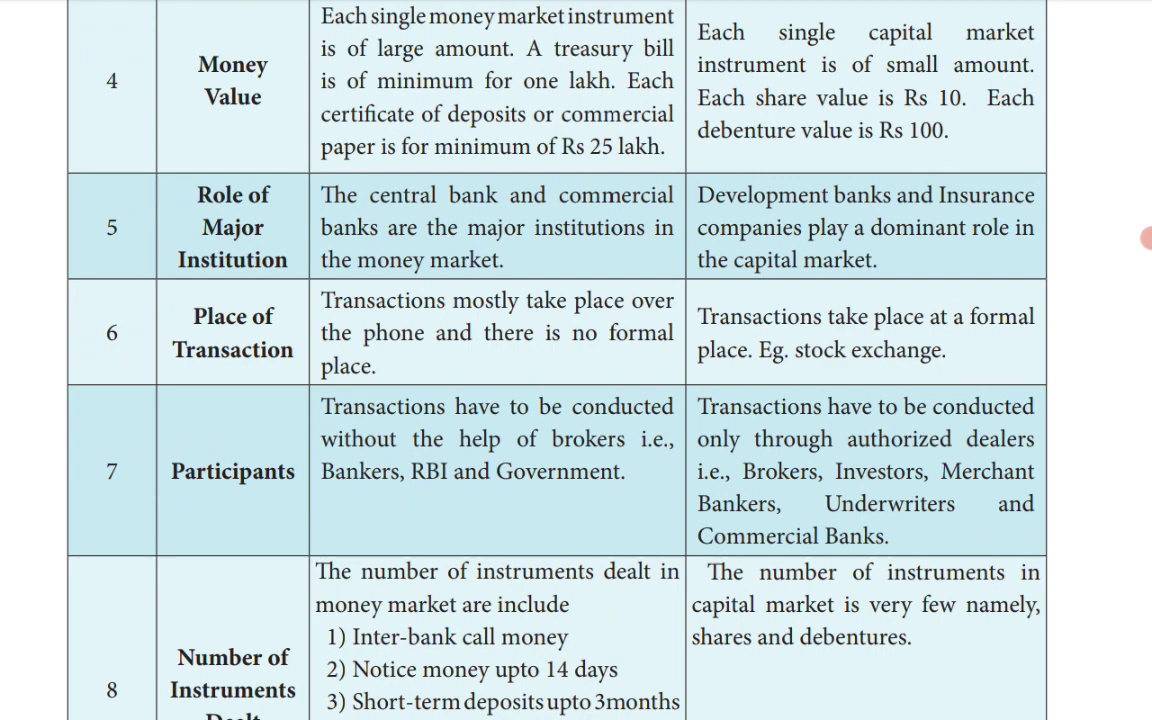 4
Money
Value
Each single money market instrument
is of large amount. A treasury bill
is of minimum for one lakh. Each
certificate of deposits or commercial
paper is for minimum of Rs 25 lakh.
Each single capital market
instrument is of small amount.
Each share value is Rs 10. Each
debenture value is Rs 100.
5
Role of
Major
Institution
The central bank and commercial
banks are the major institutions in
the money market.
Development banks and Insurance
companies play a dominant role in
the capital market.
6
Place of
Transaction
Transactions mostly take place over
the phone and there is no formal
place.
Transactions take place at a formal
place. Eg. stock exchange.
7
Participants
Transactions have to be conducted
without the help of brokers i.e.,
Bankers, RBI and Government.
Transactions have to be conducted
only through authorized dealers
i.e., Brokers, Investors, Merchant
Bankers, Underwriters and
Commercial Banks.
8
Number of
Instruments
Dealt
The number of instruments dealt in
money market are include
1) Inter-bank call money
2) Notice money upto 14 days
3) Short-term deposits upto 3months
The number of instruments in
capital market is very few namely,
shares and debentures.